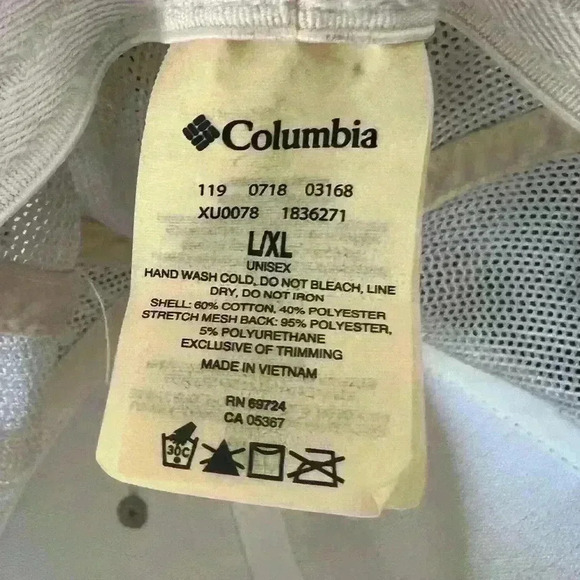 Columbia
119 0718 03168
XU0078 1836271
L/XL
UNISEX
HAND WASH COLD, DO NOT BLEACH, LINE
DRY, DO NOT IRON
SHELL: 60% COTTON, 40% POLYESTER
STRETCH MESH BACK: 95% POLYESTER,
5% POLYURETHANE
EXCLUSIVE OF TRIMMING
MADE IN VIETNAM
RN 69724
CA 05367
30C